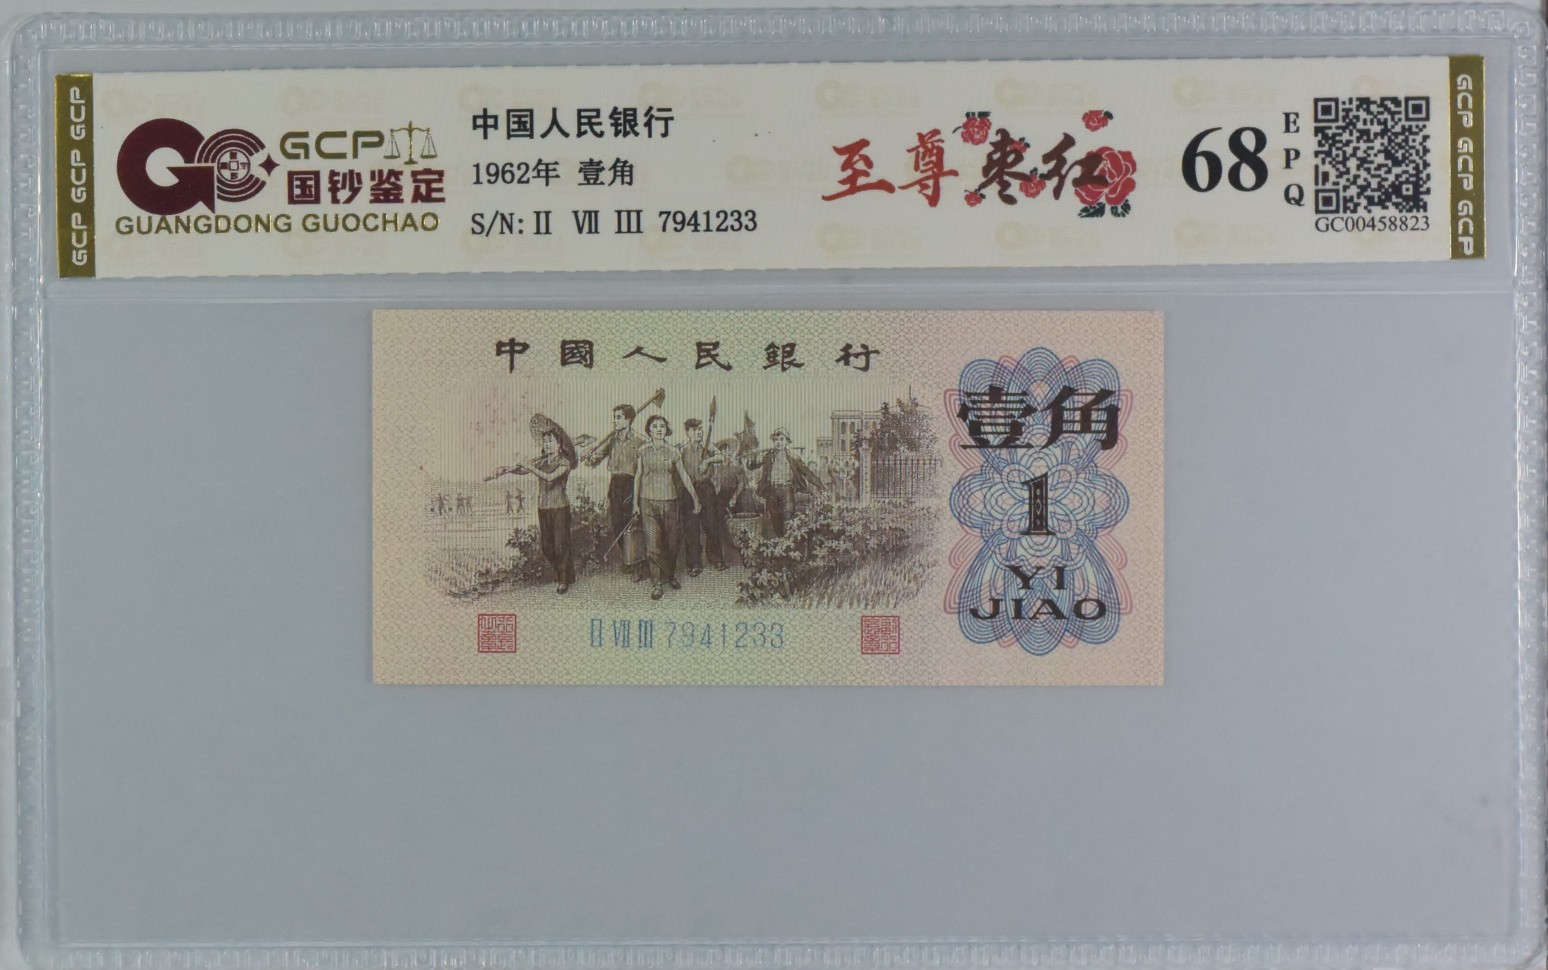 GCP GCP GCP
GCP
国钞鉴定
GUANGDONG GUOCHAO
中国人民银行
1962年 壹角
S/N: II VII III 7941233
至尊枣红
68
EPQ
GC00458823
GCP GCP GCP
中國人民銀行
壹角
1
YI
JIAO
II VII III 7941233